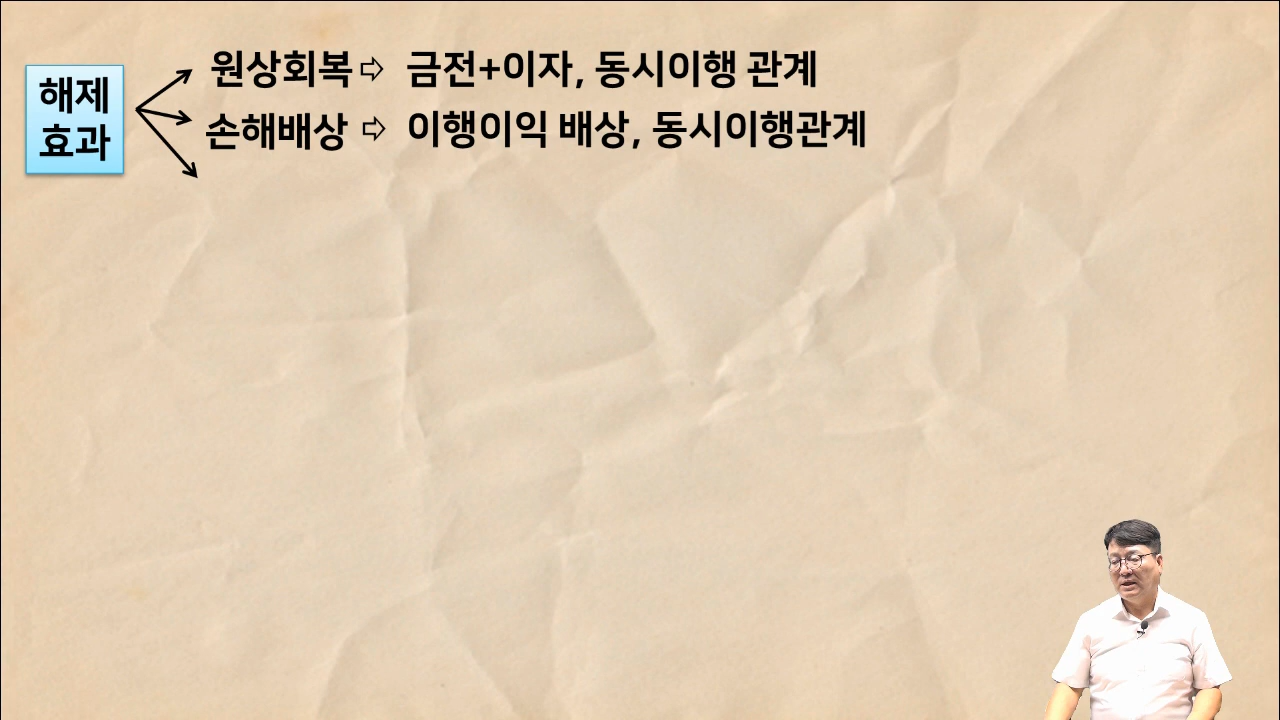 해제
효과
원상회복 ⇨ 금전+이자, 동시이행 관계
손해배상 ⇨ 이행이익 배상, 동시이행관계